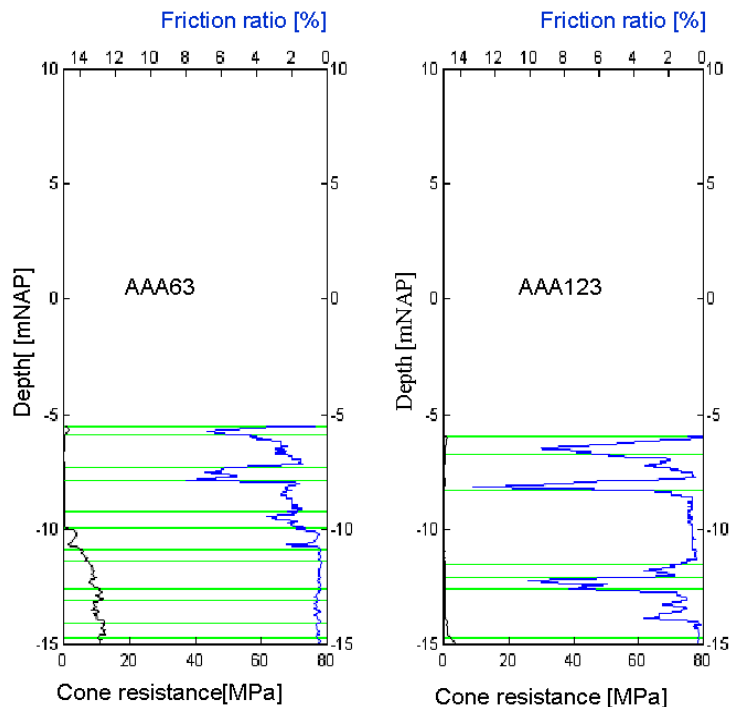 Friction ratio [%] Friction ratio [%]
14 12 10 8 6 4 2 0 14 12 10 8 6 4 2 0
10 10 10 10
5 5 5 5
AAA63 AAA123
0 0 0 0
Depth[ [mNAP] Depth [mNAP]
-5 -5 -5 -5
-10 -10 -10 -10
-15 -15 -15 -15
0 20 40 60 80 0 20 40 60 80
Cone resistance[MPa] Cone resistance [MPa]